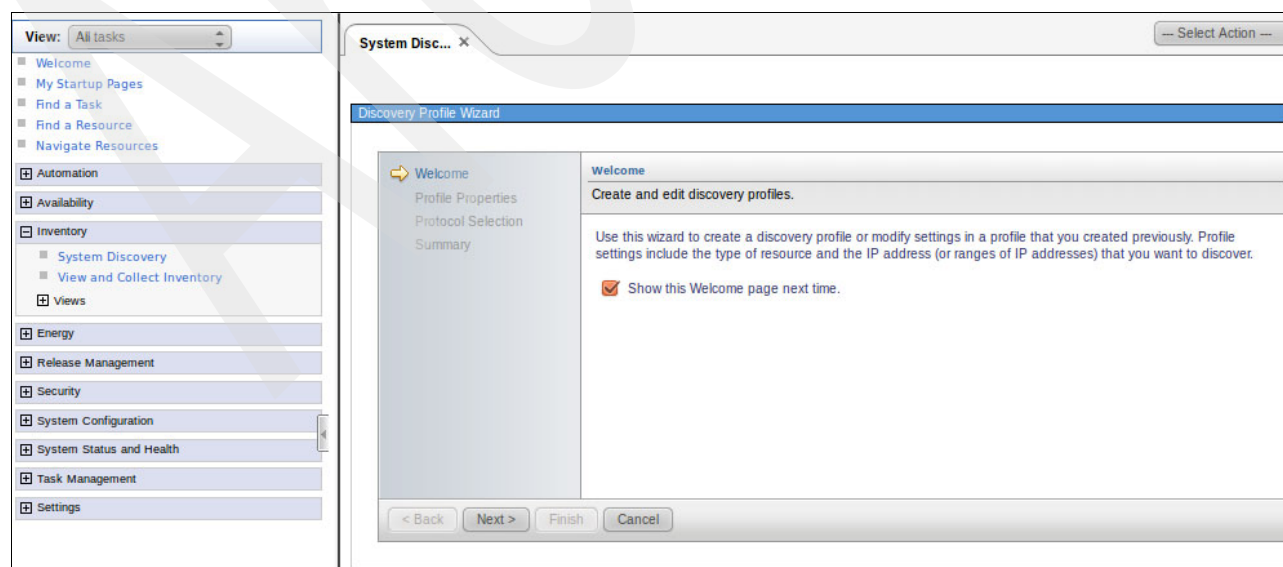 View: All tasks
Welcome
My Startup Pages
Find a Task
Find a Resource
Navigate Resources
Automation
Availability
Inventory
System Discovery
View and Collect Inventory
Views
Energy
Release Management
Security
System Configuration
System Status and Health
Task Management
Settings
System Disc...
--- Select Action ---
Discovery Profile Wizard
Welcome
Profile Properties
Protocol Selection
Summary
Welcome
Create and edit discovery profiles.
Use this wizard to create a discovery profile or modify settings in a profile that you created previously. Profile
settings include the type of resource and the IP address (or ranges of IP addresses) that you want to discover.
Show this Welcome page next time.
< Back Next > Finish Cancel